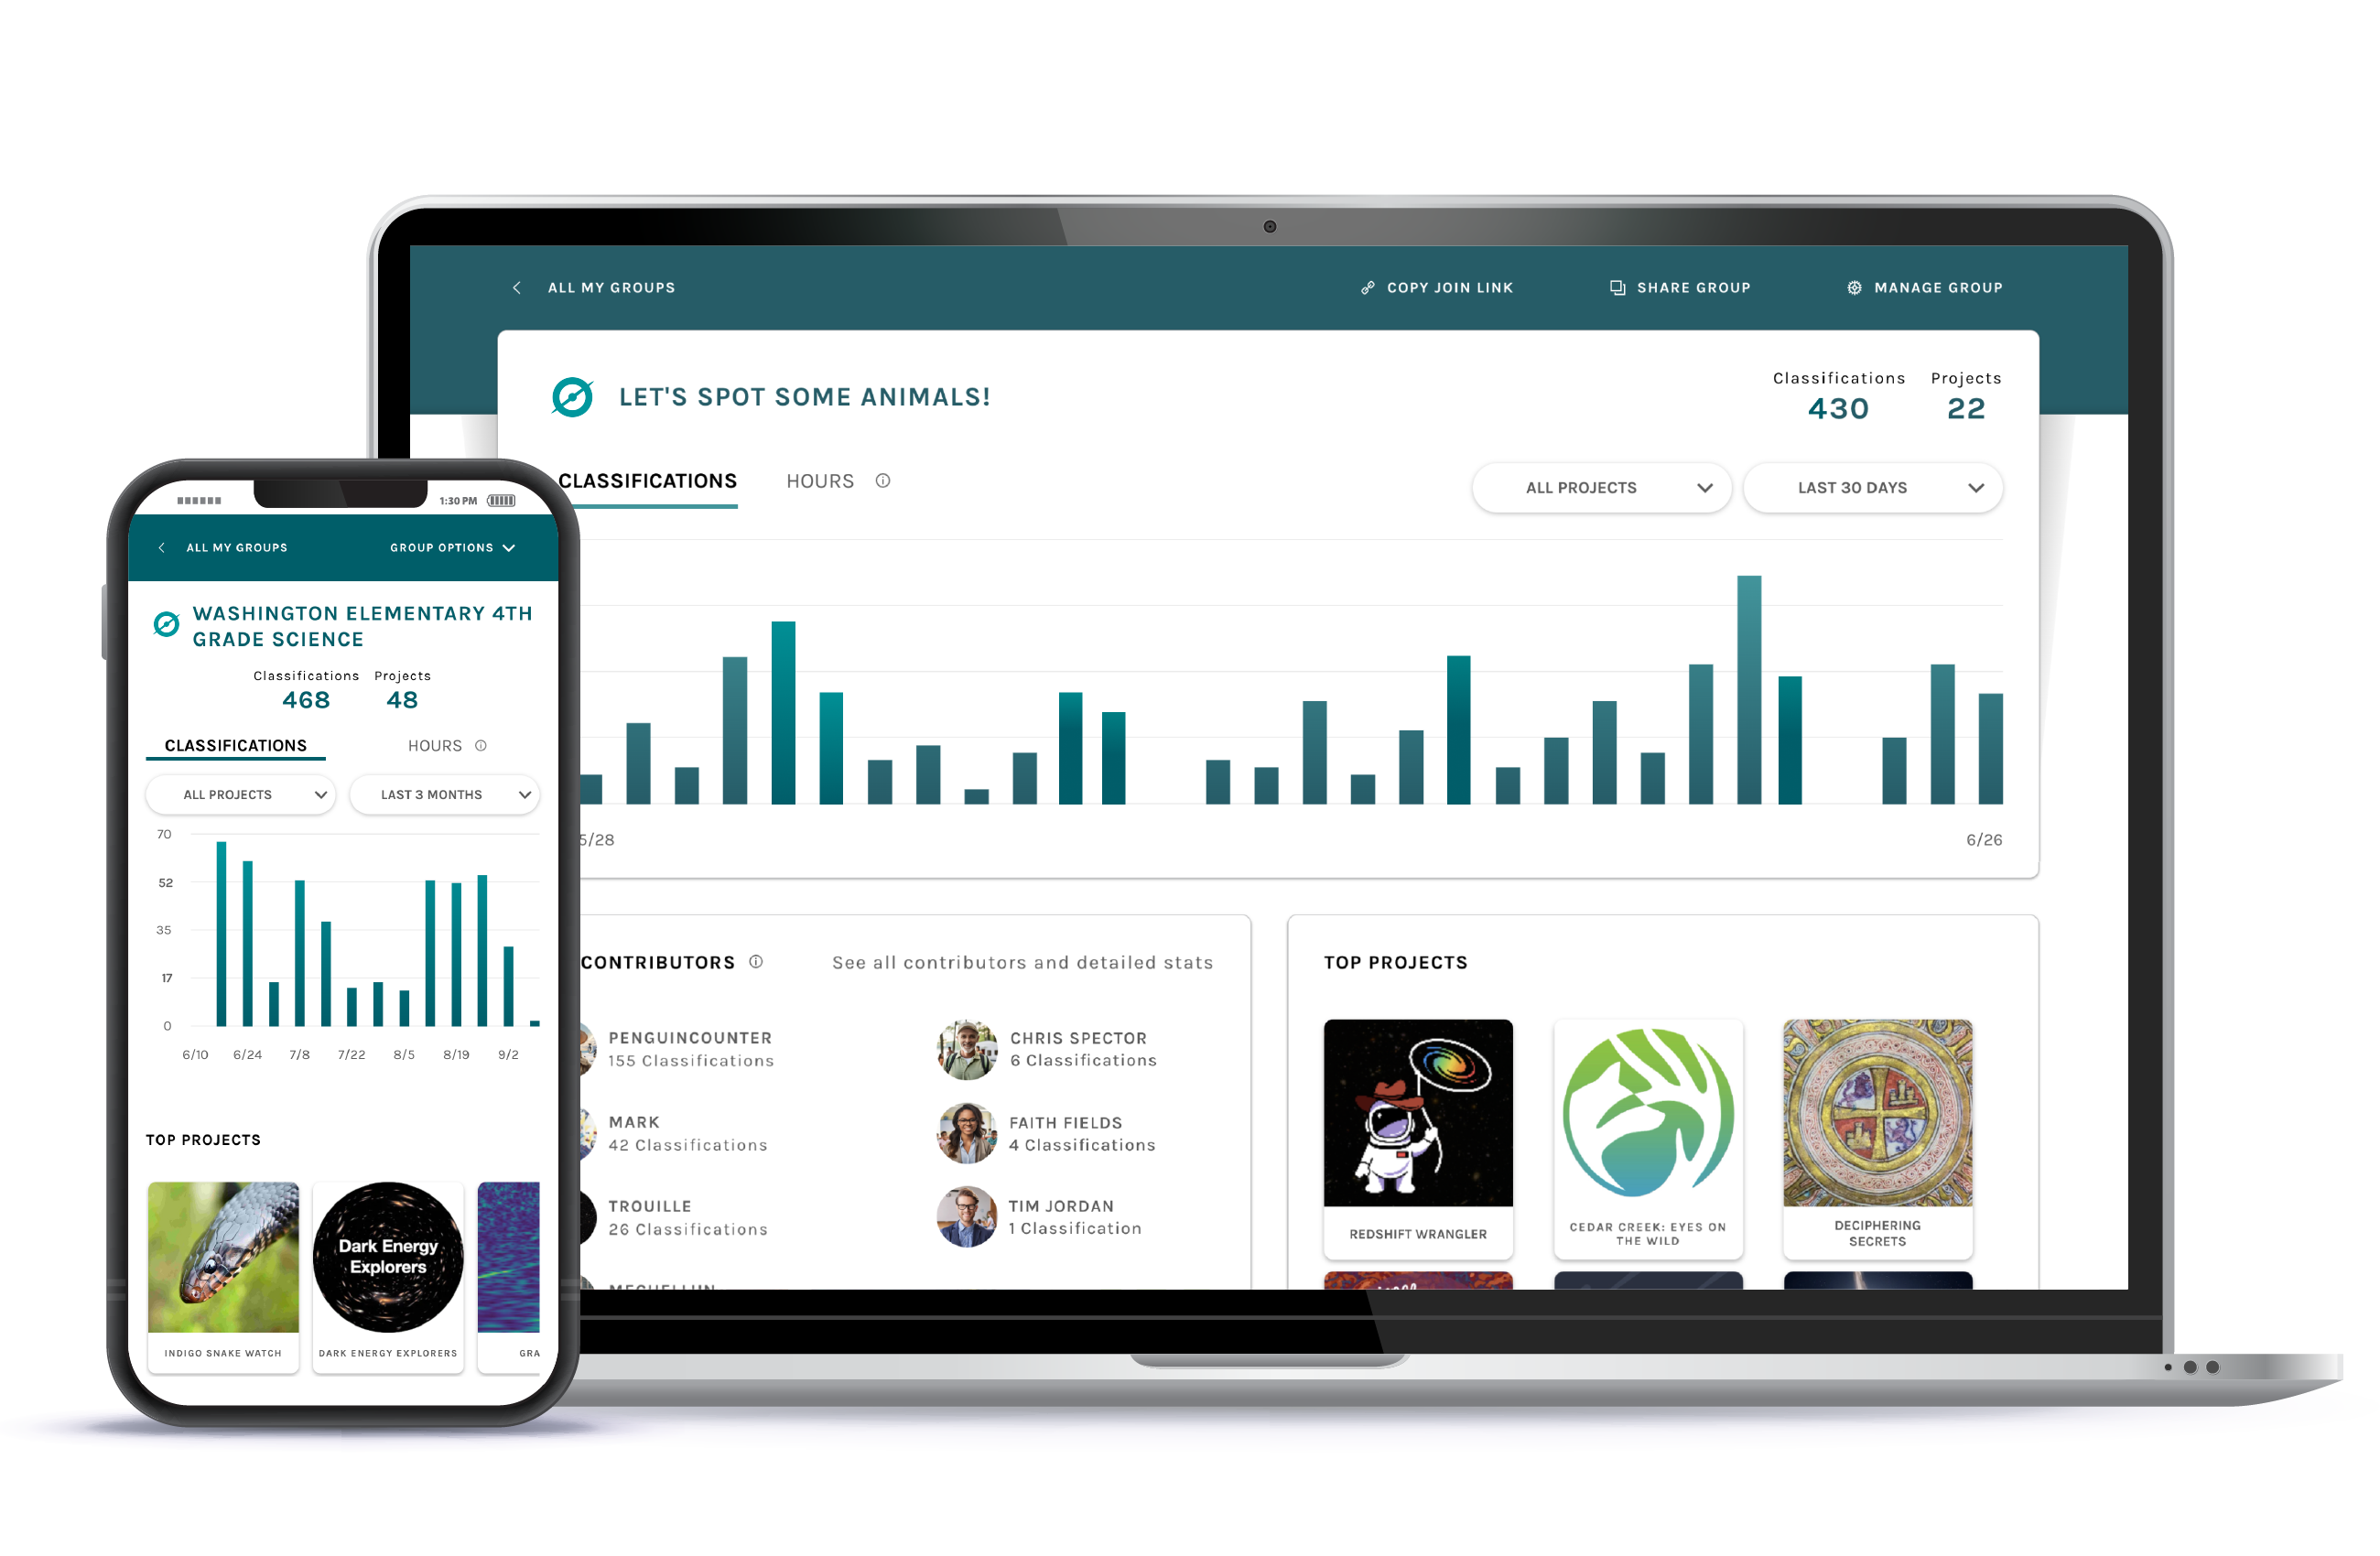 ALL MY GROUPS
COPY JOIN LINK
SHARE GROUP
MANAGE GROUP
LET'S SPOT SOME ANIMALS!
Classifications
430
Projects
22
CLASSIFICATIONS
HOURS
ALL PROJECTS
LAST 30 DAYS
5/28
6/26
CONTRIBUTORS
See all contributors and detailed stats
PENGUINCOUNTER
155 Classifications
MARK
42 Classifications
TROUILLE
26 Classifications
CHRIS SPECTOR
6 Classifications
FAITH FIELDS
4 Classifications
TIM JORDAN
1 Classification
TOP PROJECTS
REDSHIFT WRANGLER
CEDAR CREEK: EYES ON
THE WILD
DECIPHERING
SECRETS
1:30 PM
ALL MY GROUPS
GROUP OPTIONS
WASHINGTON ELEMENTARY 4TH
GRADE SCIENCE
Classifications
468
Projects
48
CLASSIFICATIONS
HOURS
ALL PROJECTS
LAST 3 MONTHS
70
52
35
17
0
6/10
6/24
7/8
7/22
8/5
8/19
9/2
TOP PROJECTS
Dark Energy
Explorers
INDIGO SNAKE WATCH
DARK ENERGY EXPLORERS
GRA